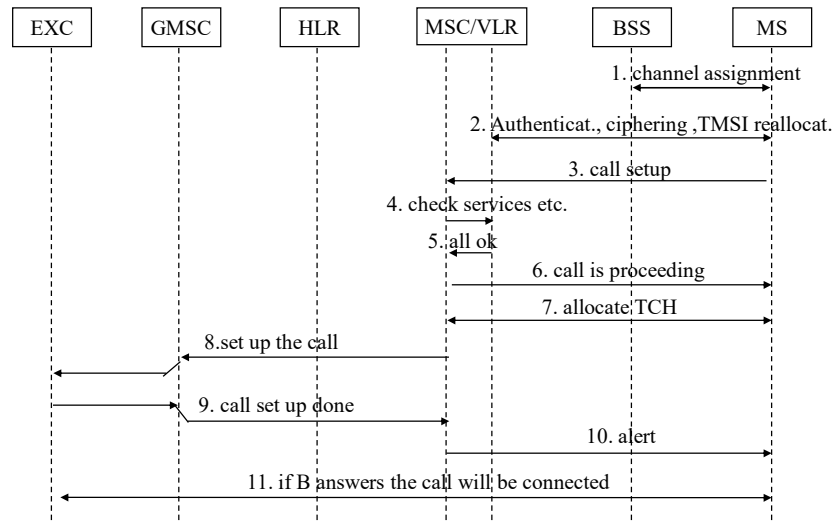 EXC GMSC HLR MSC/VLR BSS MS
1. channel assignment
2. Authenticat., ciphering ,TMSI reallocat.
3. call setup
4. check services etc.
5. all ok
6. call is proceeding
7. allocate TCH
8.set up the call
9. call set up done
10. alert
11. if B answers the call will be connected